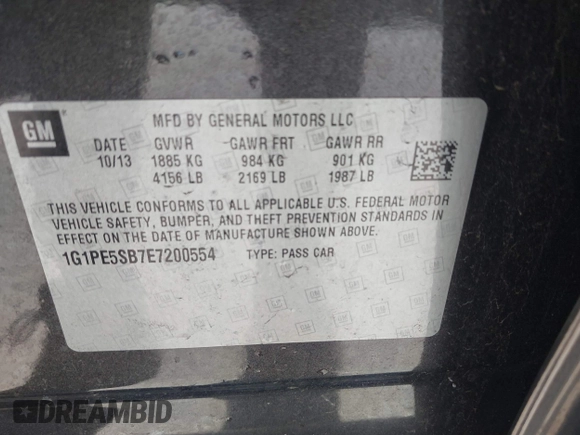 GM
MFD BY GENERAL MOTORS LLC
DATE GVWR GAWR FRT GAWR RR
10/13 1885 KG 984 KG 901 KG
4156 LB 2169 LB 1987 LB
THIS VEHICLE CONFORMS TO ALL APPLICABLE U.S. FEDERAL MOTOR
VEHICLE SAFETY, BUMPER, AND THEFT PREVENTION STANDARDS IN
EFFECT ON THE DATE OF MANUFACTURE SHOWN ABOVE.
1G1PE5SB7E7200554 TYPE: PASS CAR
DREAMBID